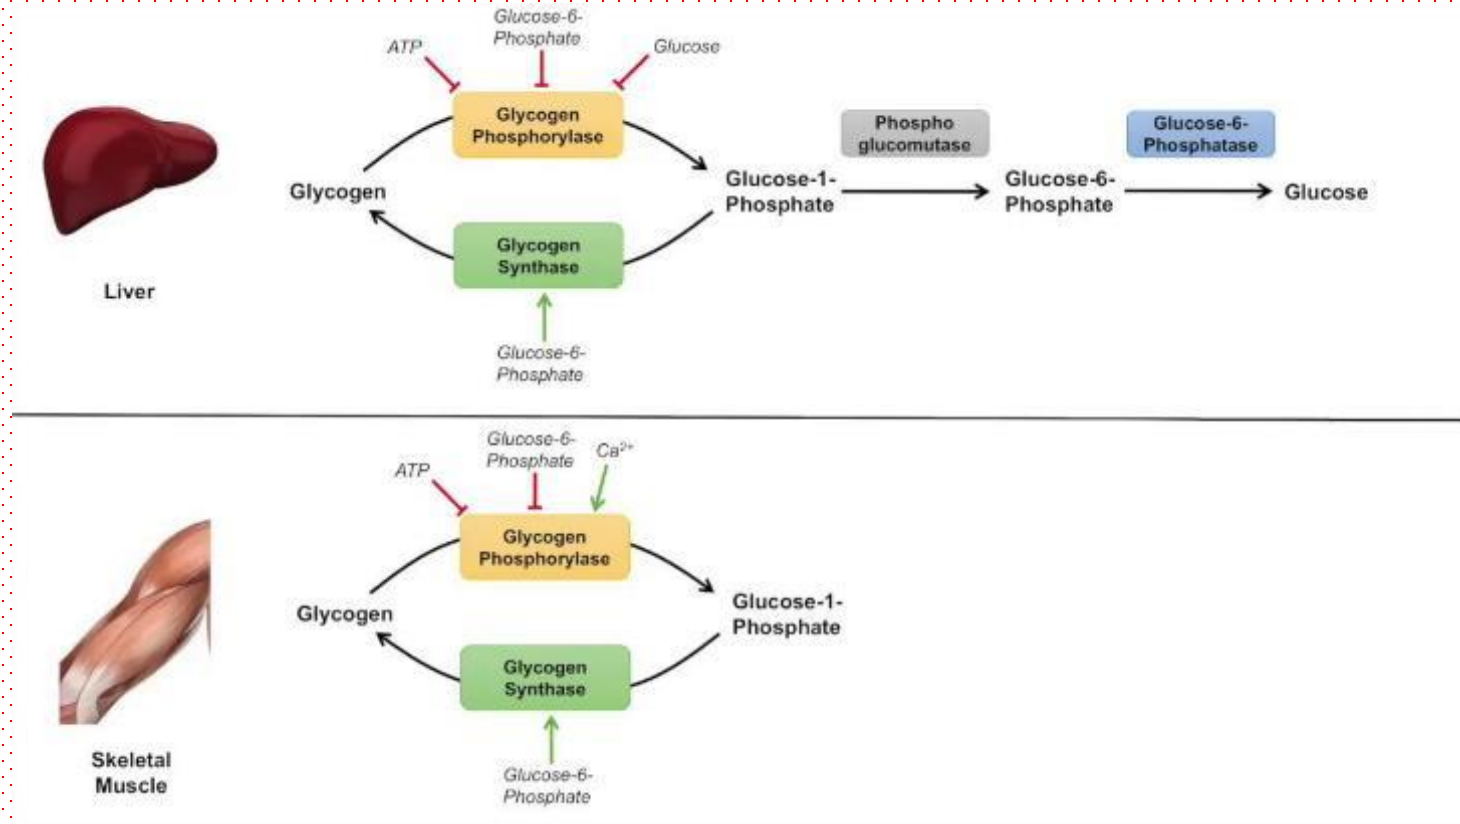 Glucose-6-
Phosphate
ATP
Glucose
Glycogen
Phosphorylase
Phospho
glucomutase
Glucose-6-
Phosphatase
Glycogen
Glucose-1-
Phosphate
Glucose-6-
Phosphate
Glucose
Glycogen
Synthase
Liver
Glucose-6-
Phosphate
Glucose-6-
Phosphate
Ca²⁺
ATP
Glycogen
Phosphorylase
Glycogen
Glucose-1-
Phosphate
Glycogen
Synthase
Skeletal
Muscle
Glucose-6-
Phosphate